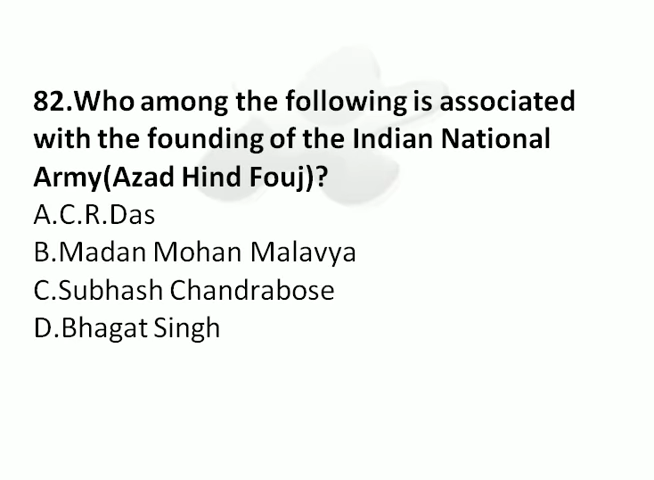 82.Who among the following is associated
with the founding of the Indian National
Army(Azad Hind Fouj)?
A.C.R.Das
B.Madan Mohan Malavya
C.Subhash Chandrabose
D.Bhagat Singh